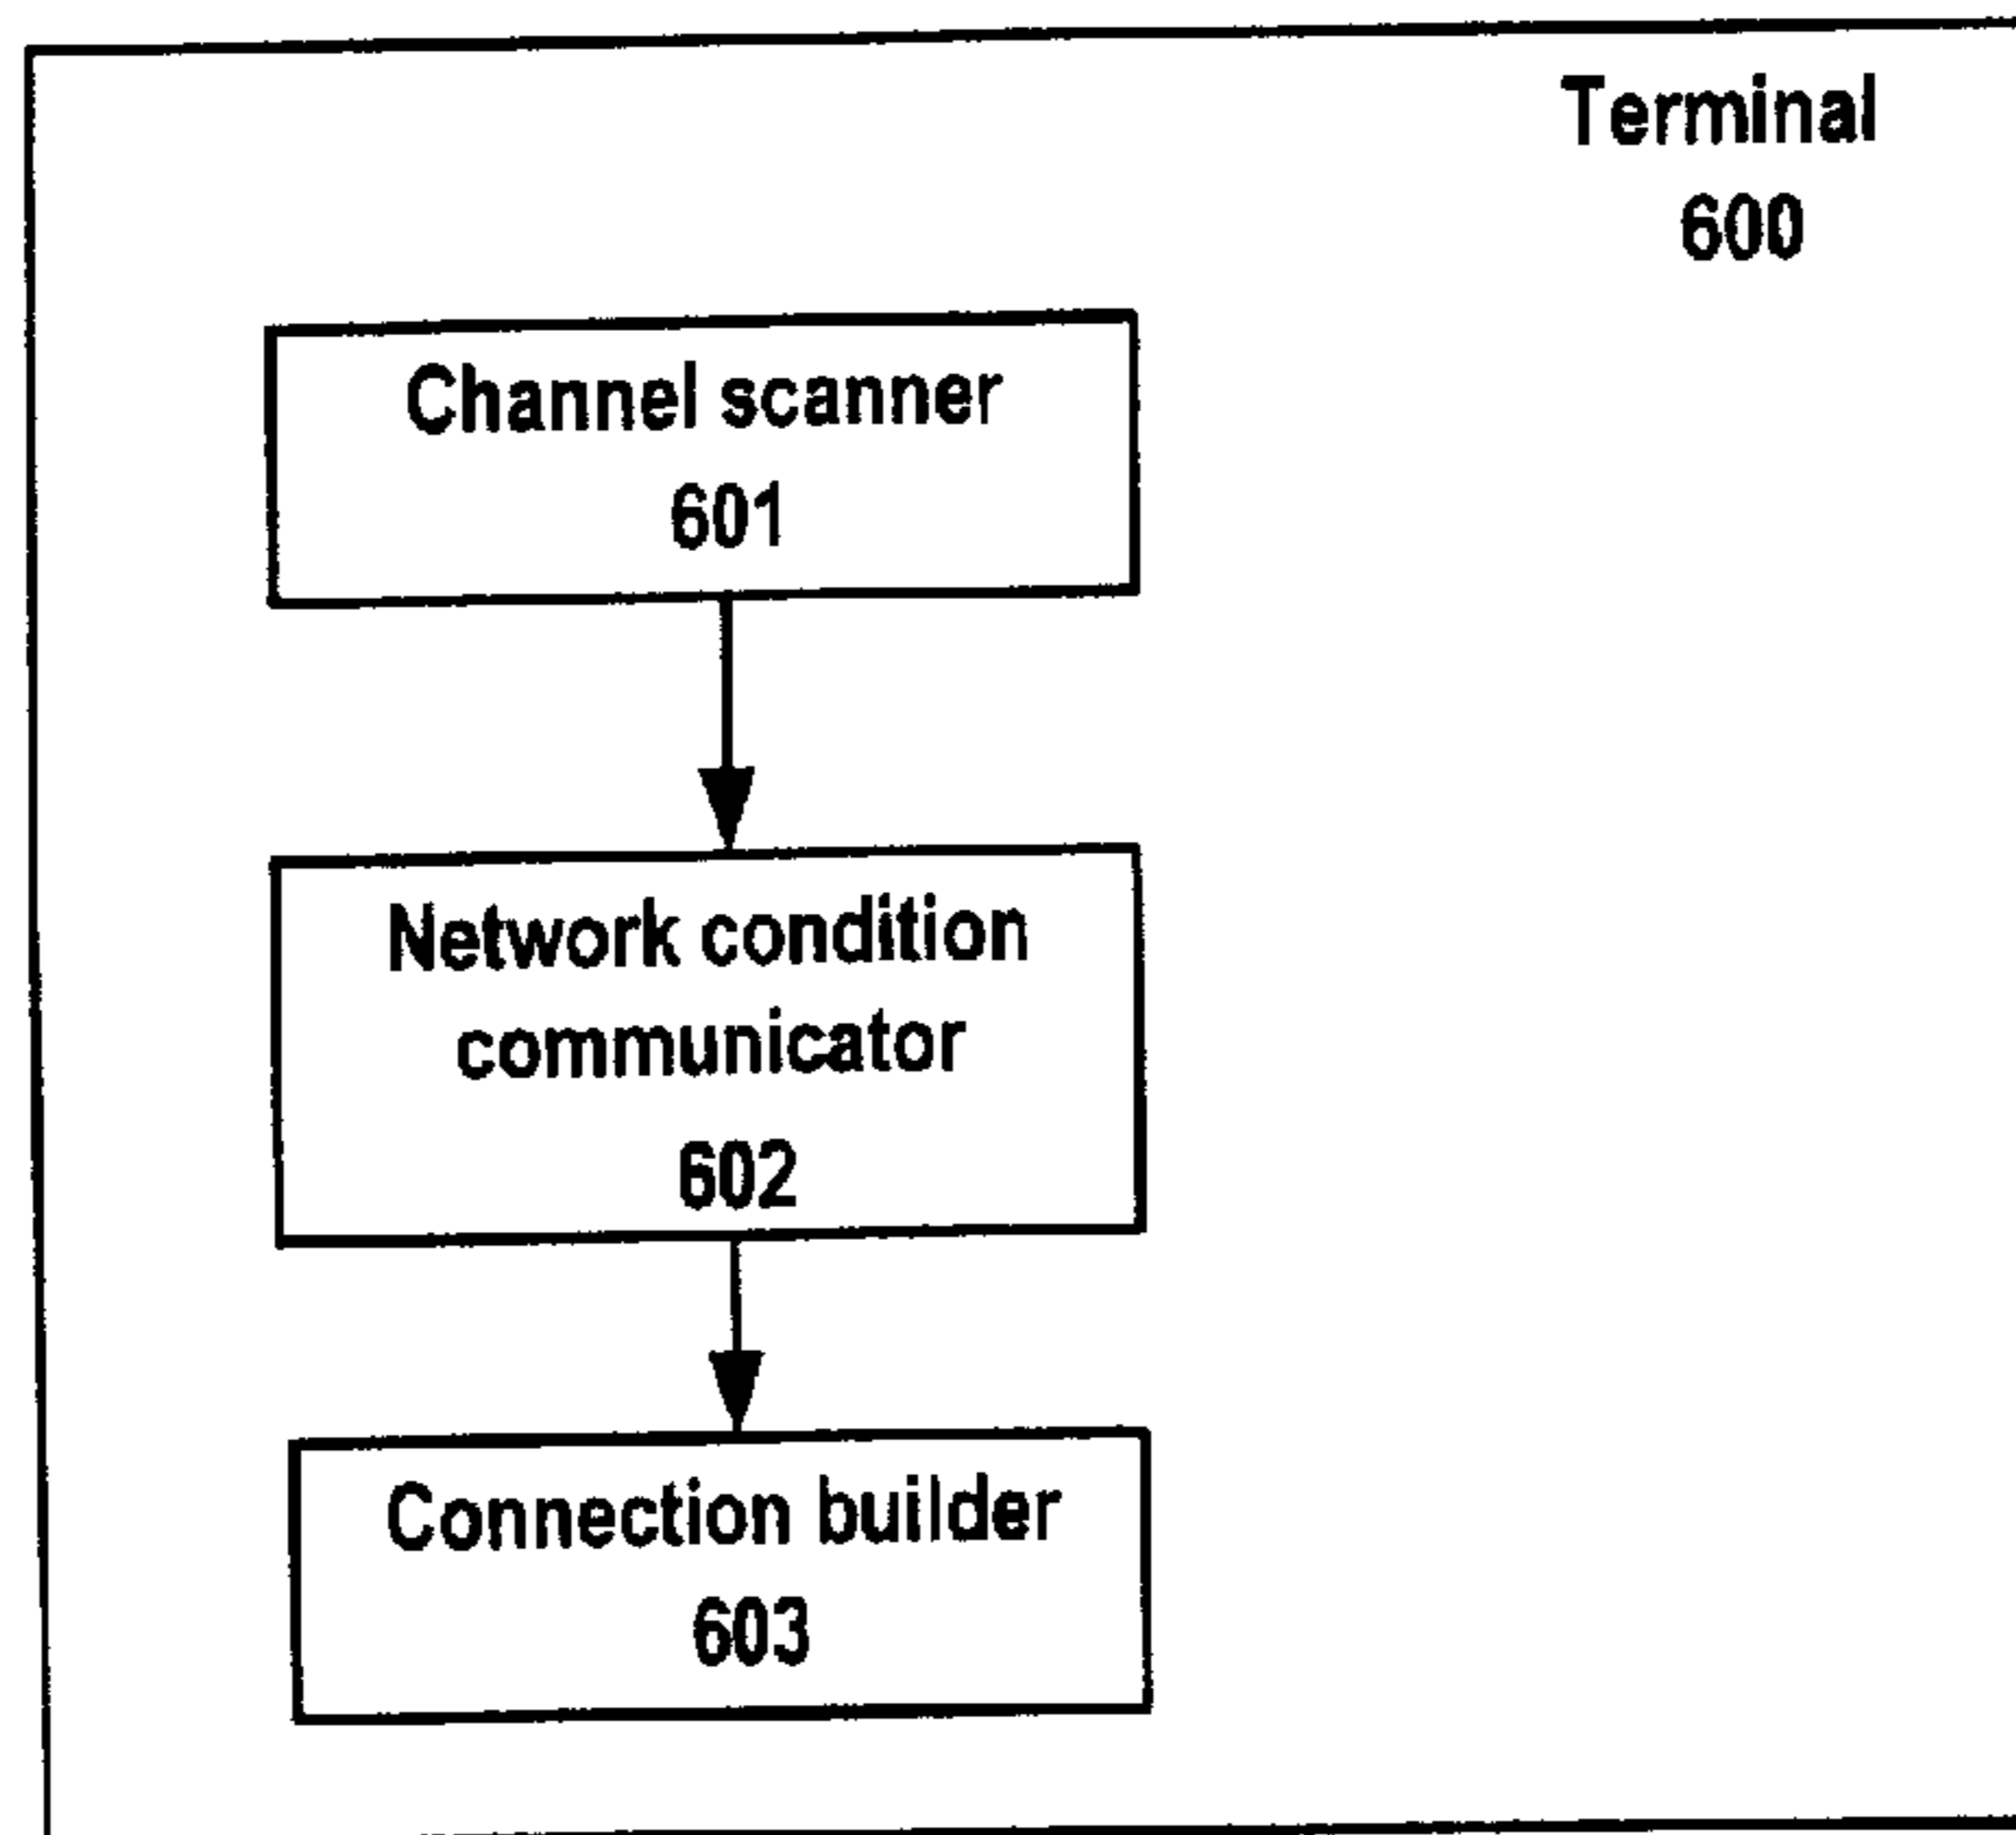 Terminal
600
Channel scanner
601
Network condition
communicator
602
Connection builder
603